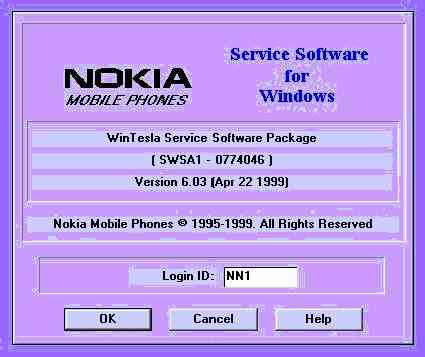 NOKIA
MOBILE PHONES
Service Software
for
Windows
WinTesla Service Software Package
( SWSA1 - 0774046 )
Version 6.03 (Apr 22 1999)
Nokia Mobile Phones © 1995-1999. All Rights Reserved
Login ID: NN1
OK Cancel Help